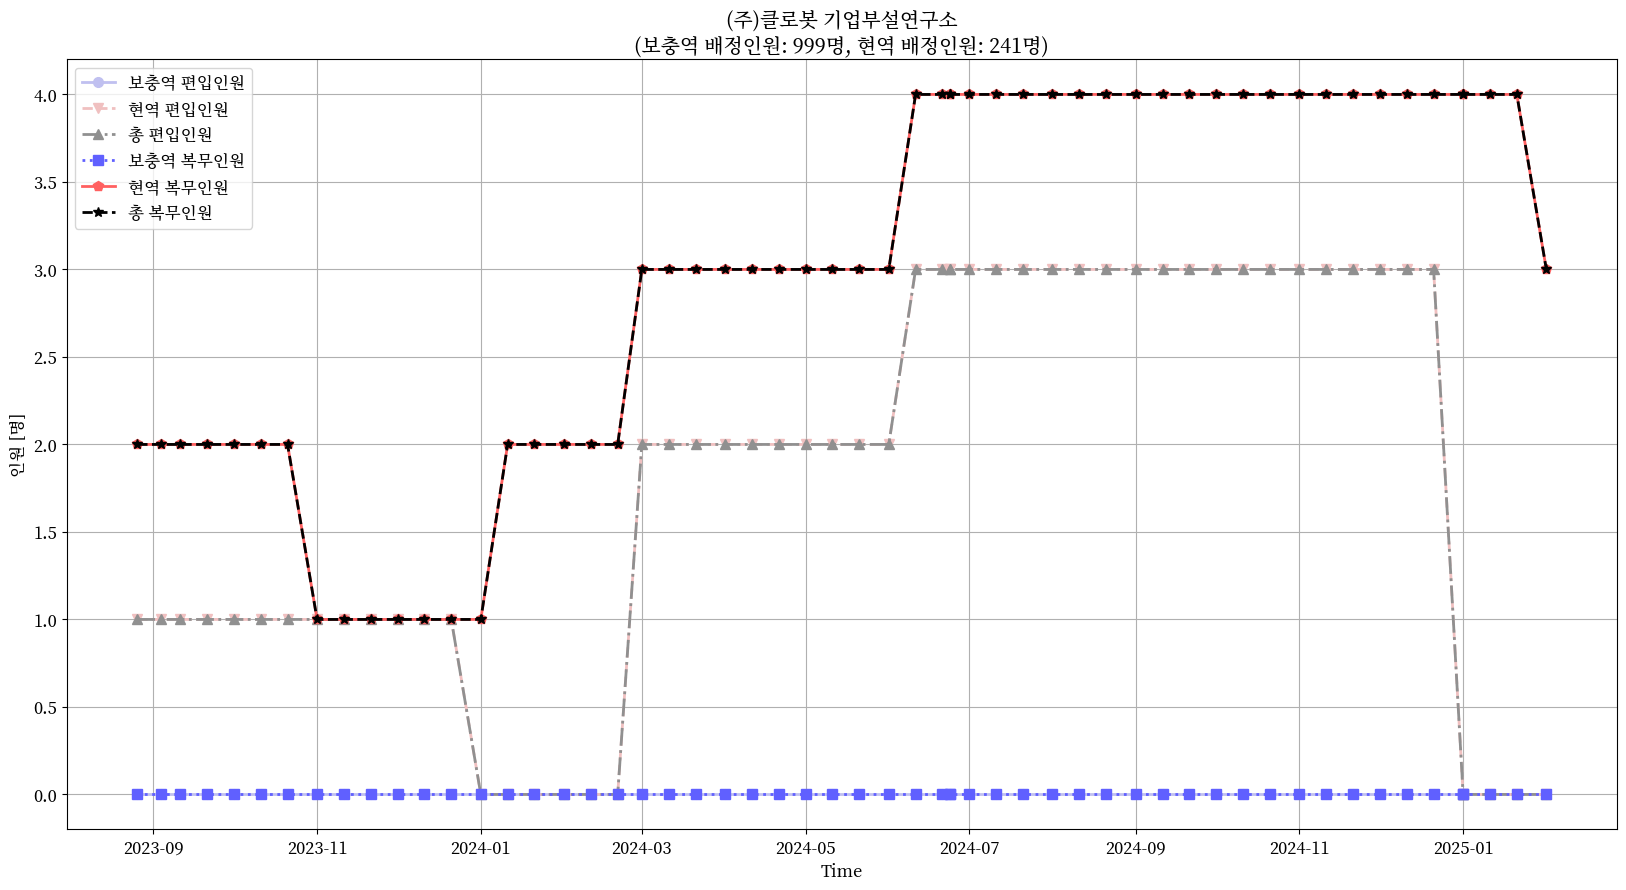 (주)클로봇 기업부설연구소
(보충역 배정인원: 999명, 현역 배정인원: 241명)
보충역 편입인원
현역 편입인원
총 편입인원
보충역 복무인원
현역 복무인원
총 복무인원
4.0
3.5
3.0
2.5
2.0
1.5
1.0
0.5
0.0
인원 [명]
2023-09
2023-11
2024-01
2024-03
2024-05
2024-07
2024-09
2024-11
2025-01
Time